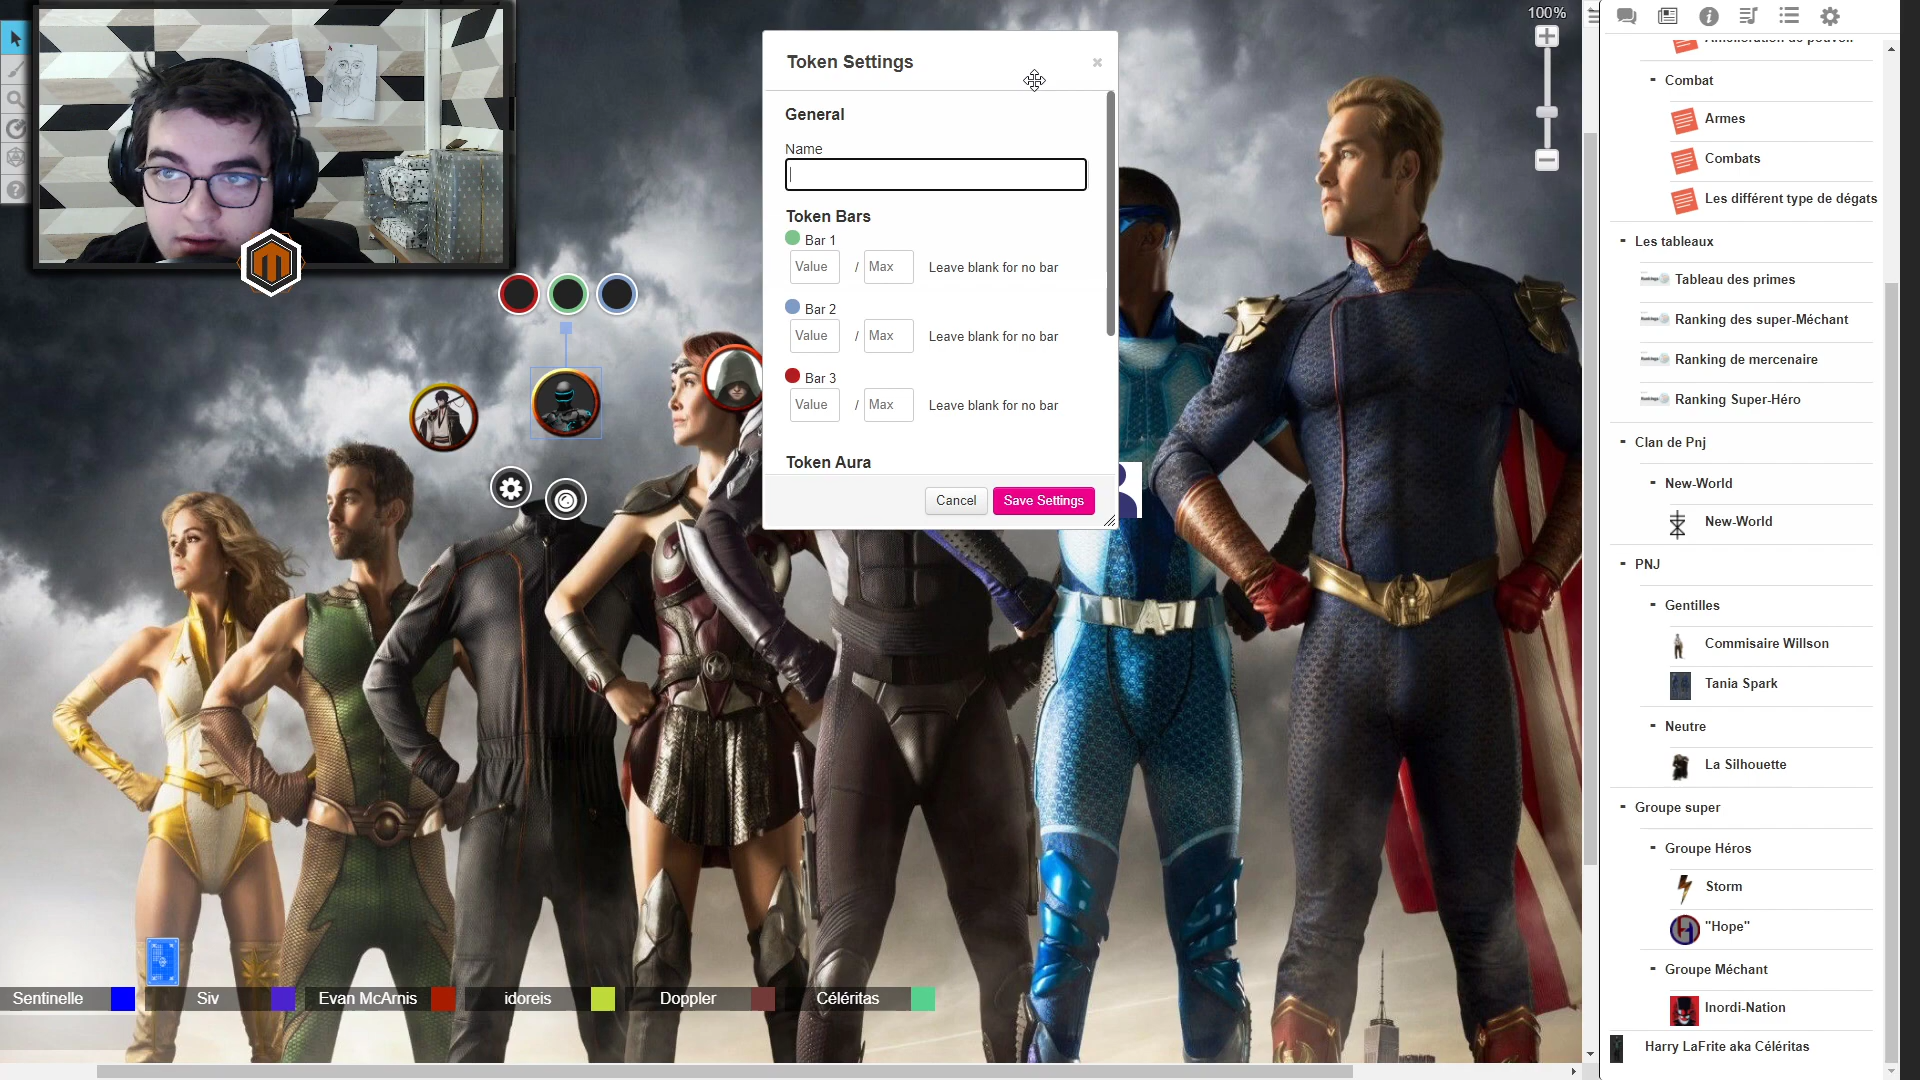 100%
Token Settings
×
General
Name
Token Bars
Bar 1
Value / Max Leave blank for no bar
Bar 2
Value / Max Leave blank for no bar
Bar 3
Value / Max Leave blank for no bar
Token Aura
Cancel
Save Settings
Sentinelle
Siv
Evan McArnis
idoreis
Doppler
Céléritas
Combat
Armes
Combats
Les différent type de dégats
Les tableaux
Tableau des primes
Ranking des super-Méchant
Ranking de mercenaire
Ranking Super-Héro
Clan de Pnj
New-World
New-World
PNJ
Gentilles
Commisaire Willson
Tania Spark
Neutre
La Silhouette
Groupe super
Groupe Héros
Storm
"Hope"
Groupe Méchant
Inordi-Nation
Harry LaFrite aka Céléritas